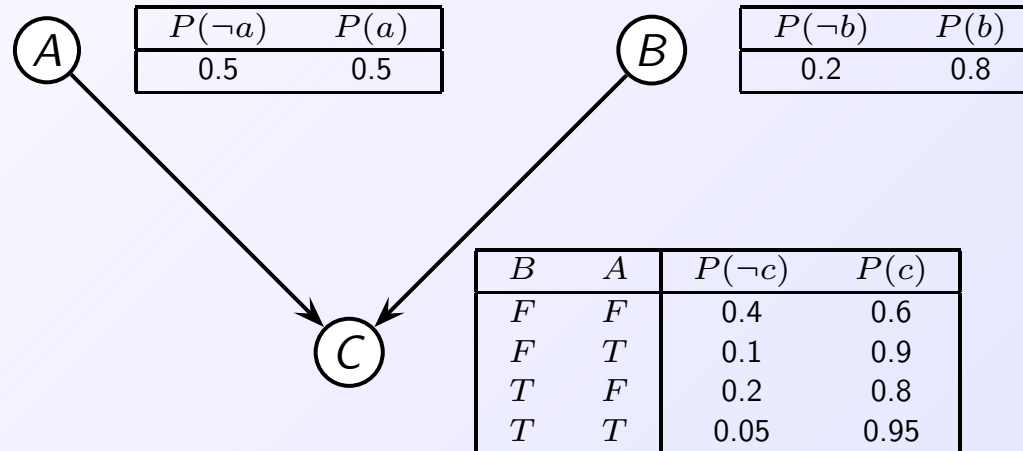 A
P(¬a) P(a)
0.5 0.5
B
P(¬b) P(b)
0.2 0.8
C
B A P(¬c) P(c)
F F 0.4 0.6
F T 0.1 0.9
T F 0.2 0.8
T T 0.05 0.95